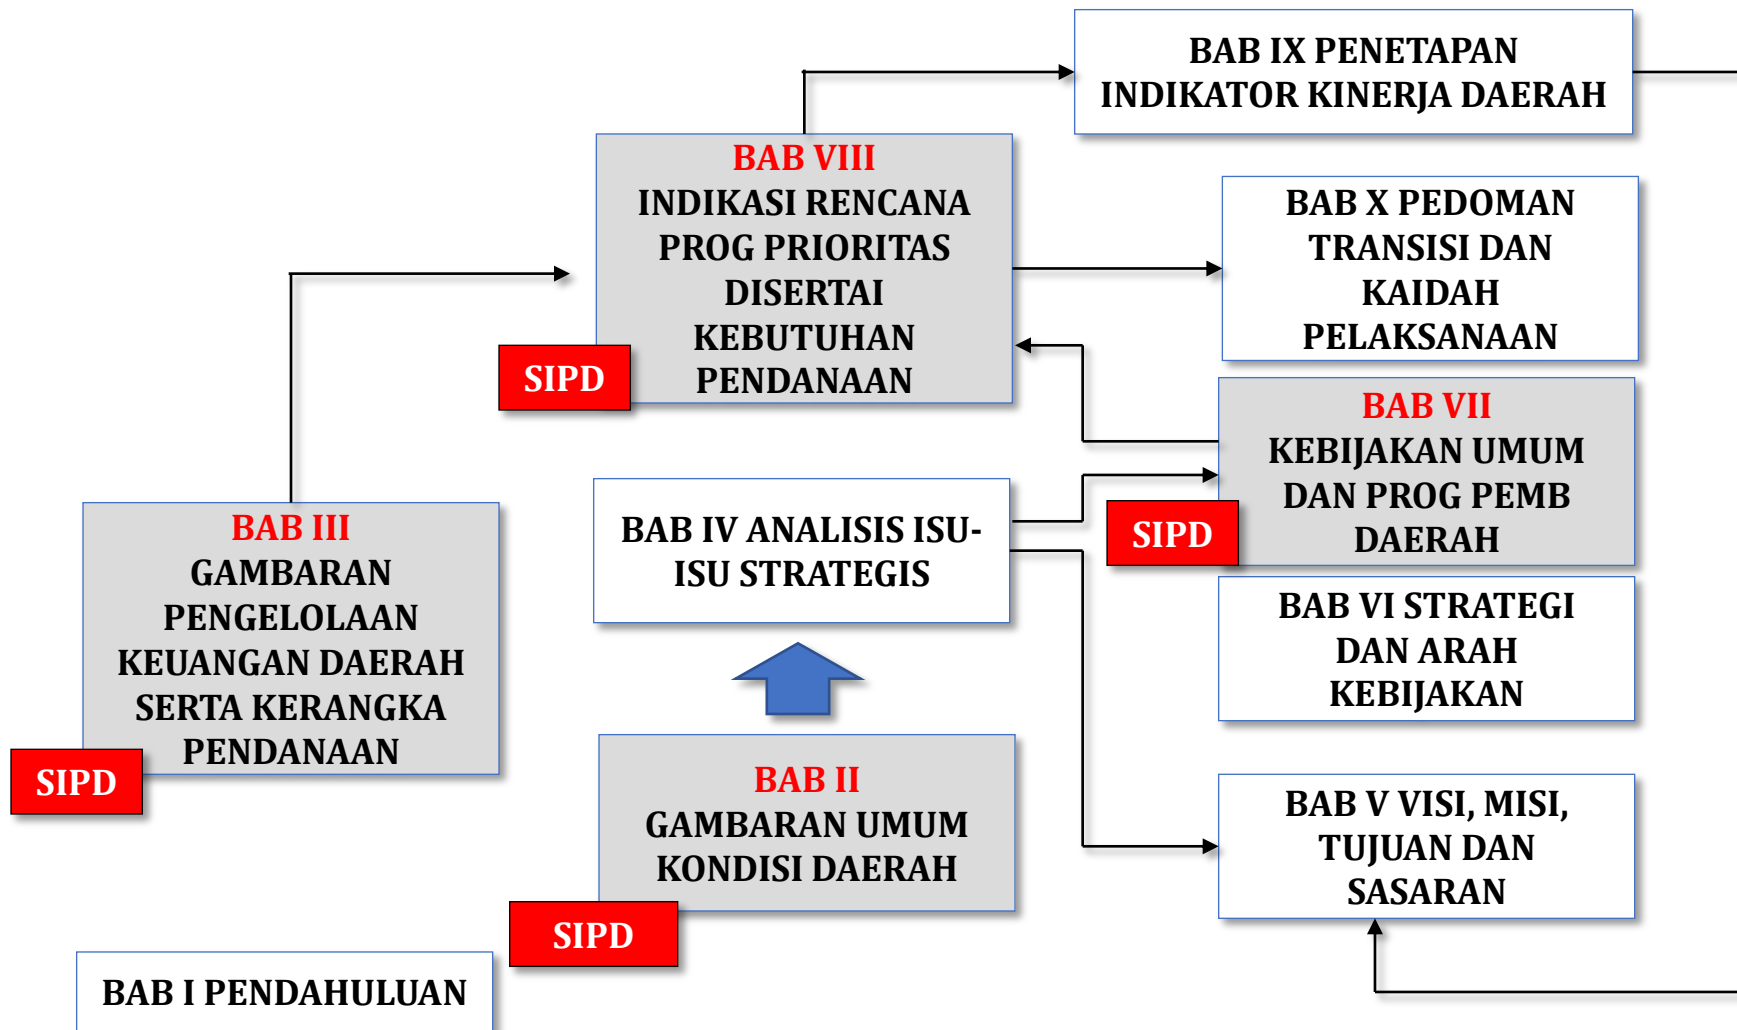 BAB IX PENETAPAN
INDIKATOR KINERJA DAERAH
BAB VIII
INDIKASI RENCANA
PROG PRIORITAS
DISERTAI
KEBUTUHAN
PENDANAAN
SIPD
BAB X PEDOMAN
TRANSISI DAN
KAIDAH
PELAKSANAAN
BAB VII
KEBIJAKAN UMUM
DAN PROG PEMB
DAERAH
SIPD
BAB III
GAMBARAN
PENGELOLAAN
KEUANGAN DAERAH
SERTA KERANGKA
PENDANAAN
SIPD
BAB IV ANALISIS ISU-
ISU STRATEGIS
BAB VI STRATEGI
DAN ARAH
KEBIJAKAN
BAB II
GAMBARAN UMUM
KONDISI DAERAH
SIPD
BAB V VISI, MISI,
TUJUAN DAN
SASARAN
BAB I PENDAHULUAN